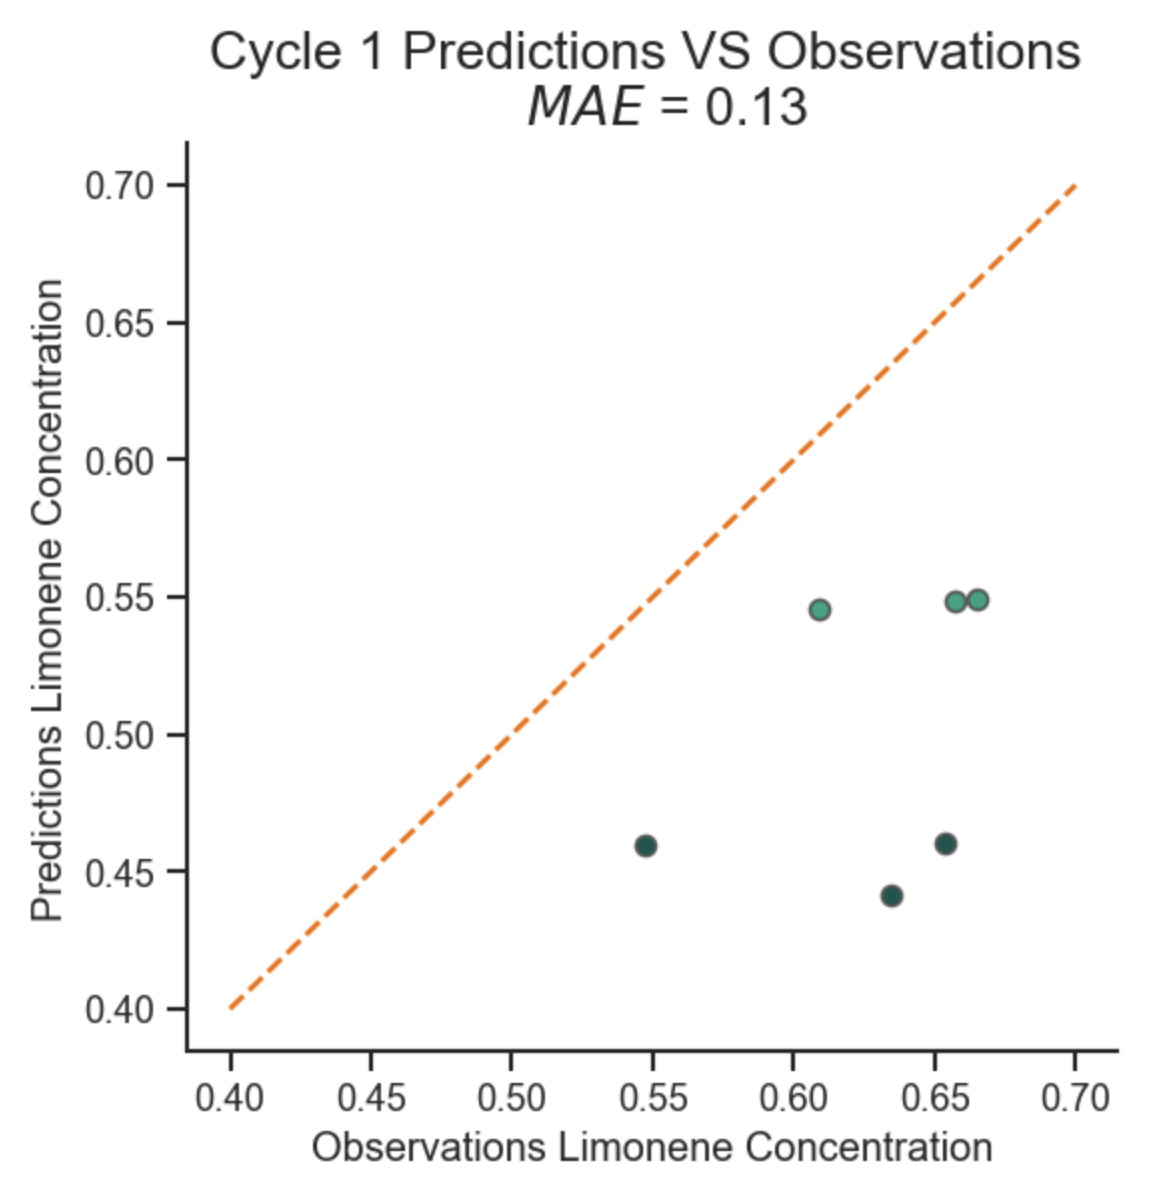 Cycle 1 Predictions VS Observations
MAE = 0.13
Predictions Limonene Concentration
0.70
0.65
0.60
0.55
0.50
0.45
0.40
0.40 0.45 0.50 0.55 0.60 0.65 0.70
Observations Limonene Concentration